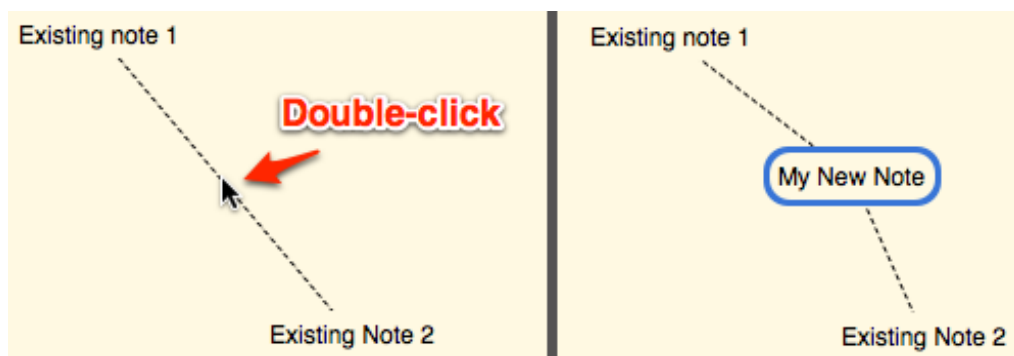 Existing note 1
Double-click
Existing Note 2
Existing note 1
My New Note
Existing Note 2